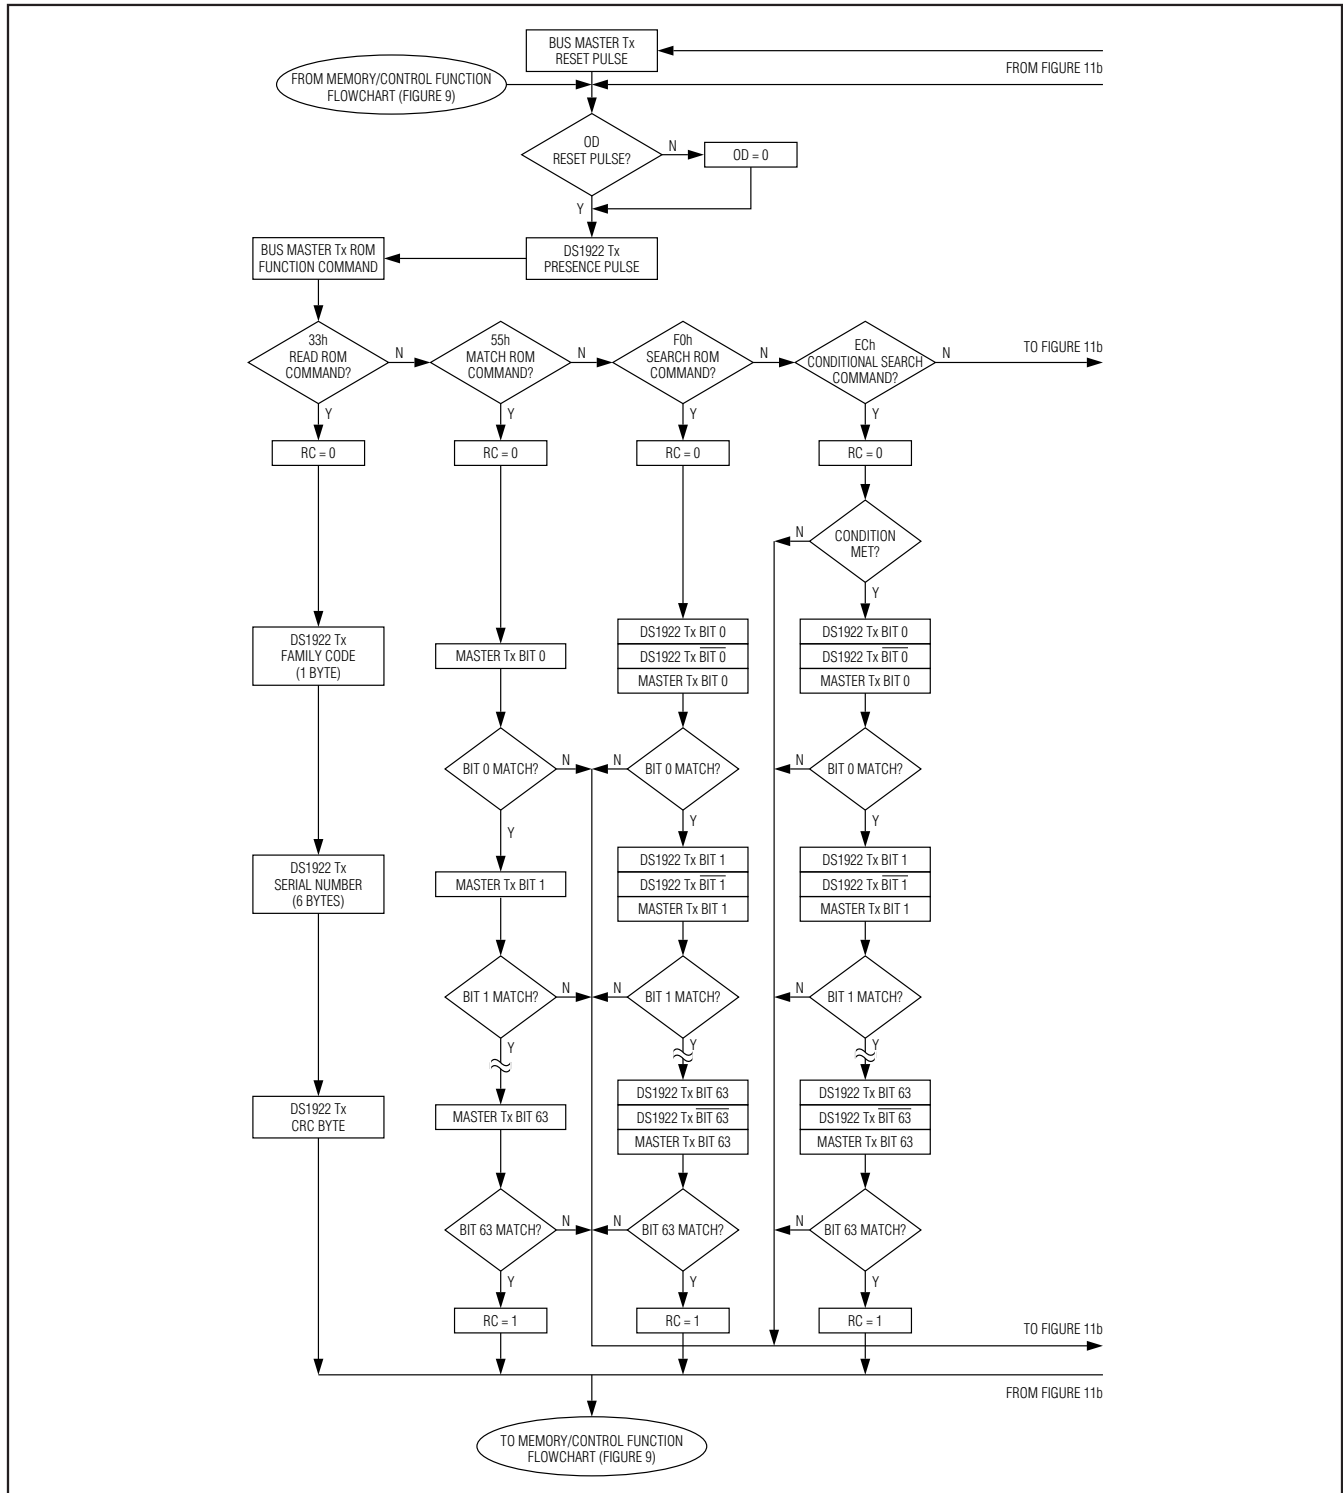 BUS MASTER Tx
RESET PULSE
FROM FIGURE 11b
FROM MEMORY/CONTROL FUNCTION
FLOWCHART (FIGURE 9)
OD
RESET PULSE?
N
OD = 0
Y
BUS MASTER Tx ROM
FUNCTION COMMAND
DS1922 Tx
PRESENCE PULSE
33h
READ ROM
COMMAND?
N
55h
MATCH ROM
COMMAND?
N
F0h
SEARCH ROM
COMMAND?
N
ECh
CONDITIONAL SEARCH
COMMAND?
N
TO FIGURE 11b
Y
Y
Y
Y
RC = 0
RC = 0
RC = 0
RC = 0
N
CONDITION
MET?
Y
DS1922 Tx
FAMILY CODE
(1 BYTE)
MASTER Tx BIT 0
DS1922 Tx BIT 0
DS1922 Tx B̅I̅T̅ ̅0̅
MASTER Tx BIT 0
DS1922 Tx BIT 0
DS1922 Tx B̅I̅T̅ ̅0̅
MASTER Tx BIT 0
BIT 0 MATCH?
N
N
BIT 0 MATCH?
N
BIT 0 MATCH?
Y
Y
Y
DS1922 Tx
SERIAL NUMBER
(6 BYTES)
MASTER Tx BIT 1
DS1922 Tx BIT 1
DS1922 Tx B̅I̅T̅ ̅1̅
MASTER Tx BIT 1
DS1922 Tx BIT 1
DS1922 Tx B̅I̅T̅ ̅1̅
MASTER Tx BIT 1
BIT 1 MATCH?
N
N
BIT 1 MATCH?
N
BIT 1 MATCH?
Y
Y
Y
DS1922 Tx
CRC BYTE
MASTER Tx BIT 63
DS1922 Tx BIT 63
DS1922 Tx B̅I̅T̅ ̅6̅3̅
MASTER Tx BIT 63
DS1922 Tx BIT 63
DS1922 Tx B̅I̅T̅ ̅6̅3̅
MASTER Tx BIT 63
BIT 63 MATCH?
N
N
BIT 63 MATCH?
N
BIT 63 MATCH?
Y
Y
Y
RC = 1
RC = 1
RC = 1
TO FIGURE 11b
FROM FIGURE 11b
TO MEMORY/CONTROL FUNCTION
FLOWCHART (FIGURE 9)